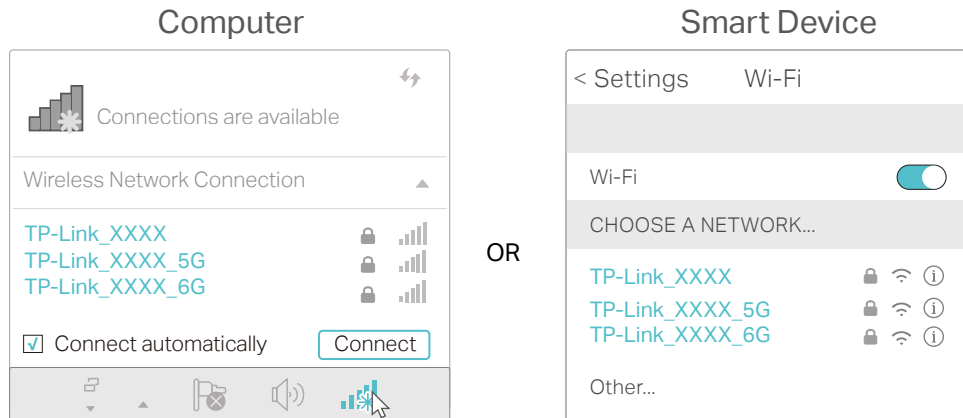 Computer
Connections are available
Wireless Network Connection
TP-Link_XXXX
TP-Link_XXXX_5G
TP-Link_XXXX_6G
Connect automatically
Connect
OR
Smart Device
< Settings Wi-Fi
Wi-Fi
CHOOSE A NETWORK...
TP-Link_XXXX
TP-Link_XXXX_5G
TP-Link_XXXX_6G
Other...